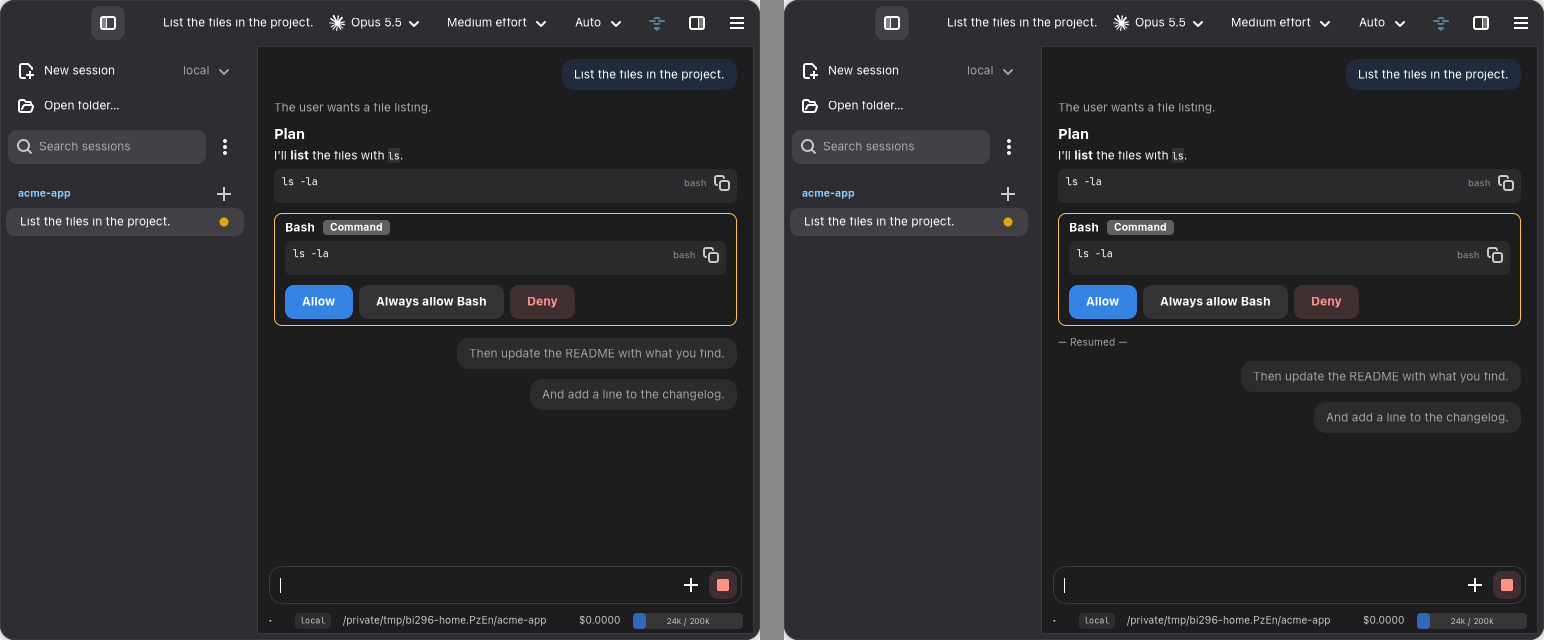 List the files in the project.
Opus 5.5
Medium effort
Auto
New session
local
Open folder...
Search sessions
acme-app
List the files in the project.
List the files in the project.
The user wants a file listing.
Plan
I'll list the files with ls.
ls -la
bash
Bash
Command
ls -la
bash
Allow
Always allow Bash
Deny
Then update the README with what you find.
And add a line to the changelog.
Local
/private/tmp/bi296-home.PzEn/acme-app
$0.0000
24k / 200k
List the files in the project.
Opus 5.5
Medium effort
Auto
New session
local
Open folder...
Search sessions
acme-app
List the files in the project.
List the files in the project.
The user wants a file listing.
Plan
I'll list the files with ls.
ls -la
bash
Bash
Command
ls -la
bash
Allow
Always allow Bash
Deny
— Resumed —
Then update the README with what you find.
And add a line to the changelog.
Local
/private/tmp/bi296-home.PzEn/acme-app
$0.0000
24k / 200k